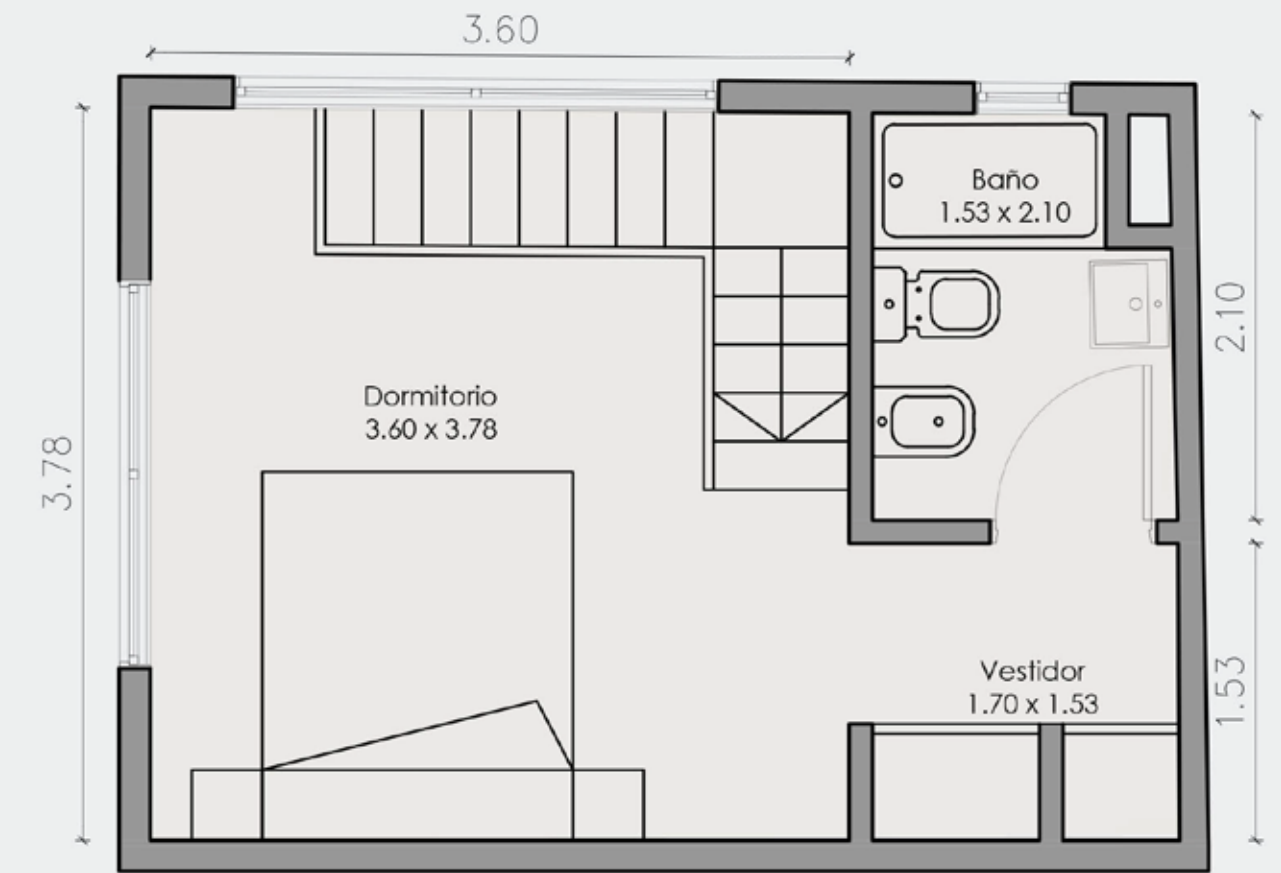 3.60
Baño
1.53 x 2.10
2.10
Dormitorio
3.60 x 3.78
3.78
Vestidor
1.70 x 1.53
1.53